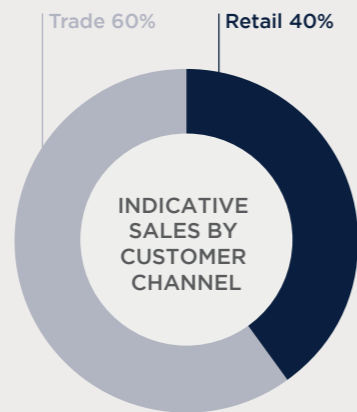 Trade 60%
Retail 40%
INDICATIVE
SALES BY
CUSTOMER
CHANNEL